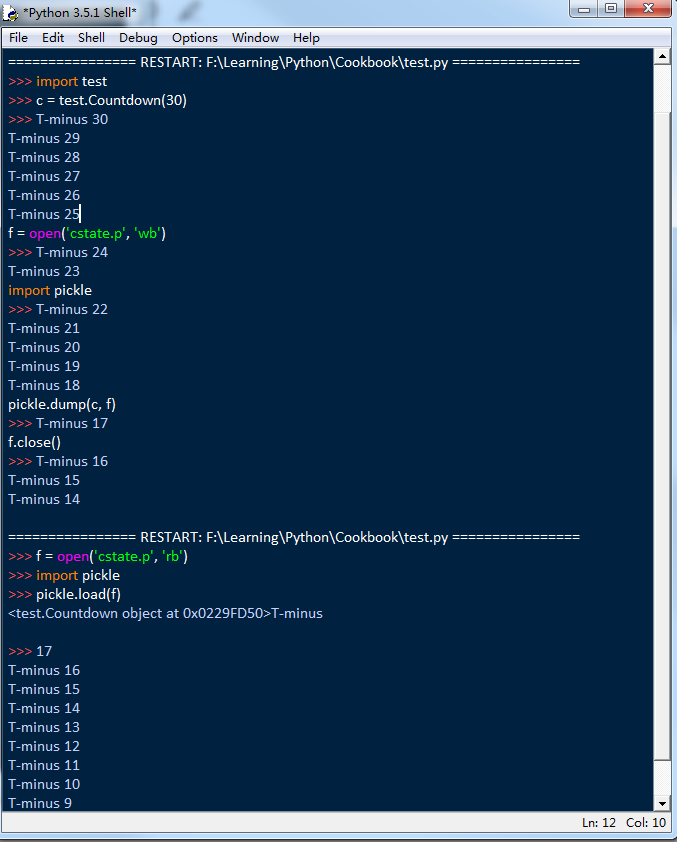 *Python 3.5.1 Shell*
File Edit Shell Debug Options Window Help
================ RESTART: F:\Learning\Python\Cookbook\test.py ================
>>> import test
>>> c = test.Countdown(30)
>>> T-minus 30
T-minus 29
T-minus 28
T-minus 27
T-minus 26
T-minus 25
f = open('cstate.p', 'wb')
>>> T-minus 24
T-minus 23
import pickle
>>> T-minus 22
T-minus 21
T-minus 20
T-minus 19
T-minus 18
pickle.dump(c, f)
>>> T-minus 17
f.close()
>>> T-minus 16
T-minus 15
T-minus 14
================ RESTART: F:\Learning\Python\Cookbook\test.py ================
>>> f = open('cstate.p', 'rb')
>>> import pickle
>>> pickle.load(f)
<test.Countdown object at 0x0229FD50>T-minus
>>> 17
T-minus 16
T-minus 15
T-minus 14
T-minus 13
T-minus 12
T-minus 11
T-minus 10
T-minus 9
Ln: 12 Col: 10